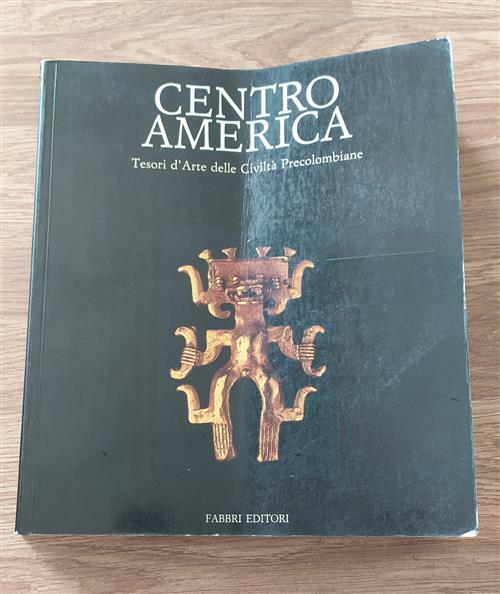 CENTRO
AMERICA
Tesori d'Arte delle Civiltà Precolombiane
FABBRI EDITORI